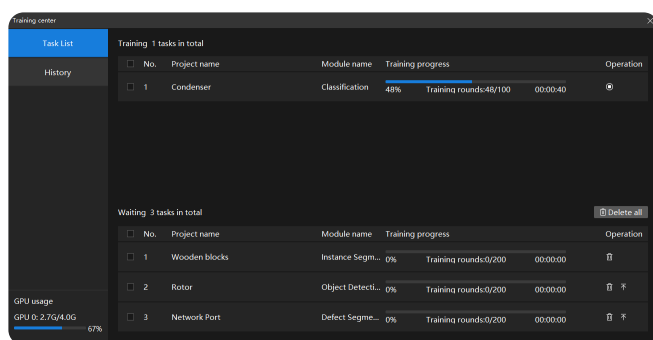 Training center
Task List
History
Training 1 tasks in total
No. Project name Module name Training progress Operation
1 Condenser Classification 48% Training rounds:48/100 00:00:40
Waiting 3 tasks in total Delete all
No. Project name Module name Training progress Operation
1 Wooden blocks Instance Segm... 0% Training rounds:0/200 00:00:00
2 Rotor Object Detecti... 0% Training rounds:0/200 00:00:00
3 Network Port Defect Segme... 0% Training rounds:0/200 00:00:00
GPU usage
GPU 0: 2.7G/4.0G
67%